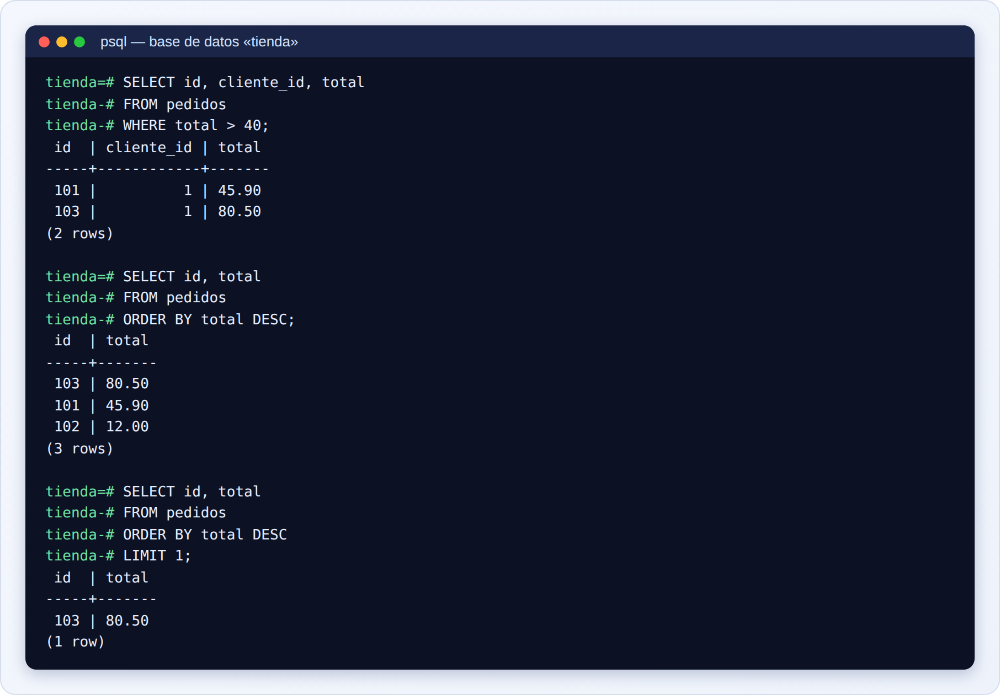 psql — base de datos «tienda»
tienda=# SELECT id, cliente_id, total
tienda-# FROM pedidos
tienda-# WHERE total > 40;
 id  | cliente_id | total
-----+------------+-------
 101 |          1 | 45.90
 103 |          1 | 80.50
(2 rows)

tienda=# SELECT id, total
tienda-# FROM pedidos
tienda-# ORDER BY total DESC;
 id  | total
-----+-------
 103 | 80.50
 101 | 45.90
 102 | 12.00
(3 rows)

tienda=# SELECT id, total
tienda-# FROM pedidos
tienda-# ORDER BY total DESC
tienda-# LIMIT 1;
 id  | total
-----+-------
 103 | 80.50
(1 row)